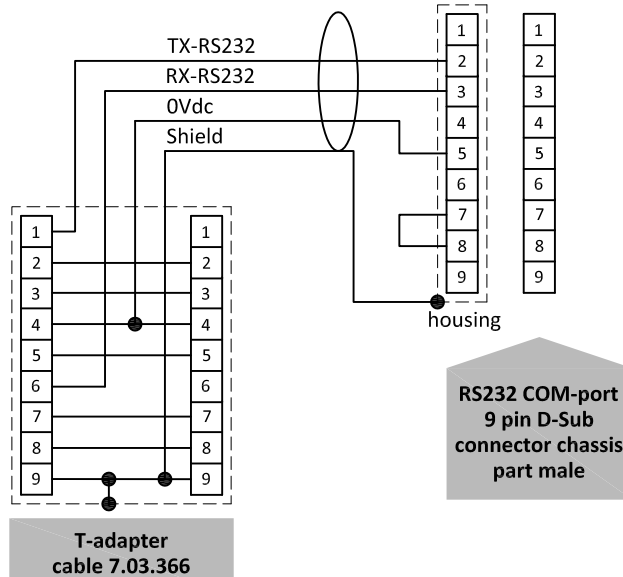 TX-RS232
RX-RS232
0Vdc
Shield
1 1
2 2
3 3
4 4
5 5
6 6
7 7
8 8
9 9
housing
RS232 COM-port
9 pin D-Sub
connector chassis
part male
1 1
2 2
3 3
4 4
5 5
6 6
7 7
8 8
9 9
T-adapter
cable 7.03.366